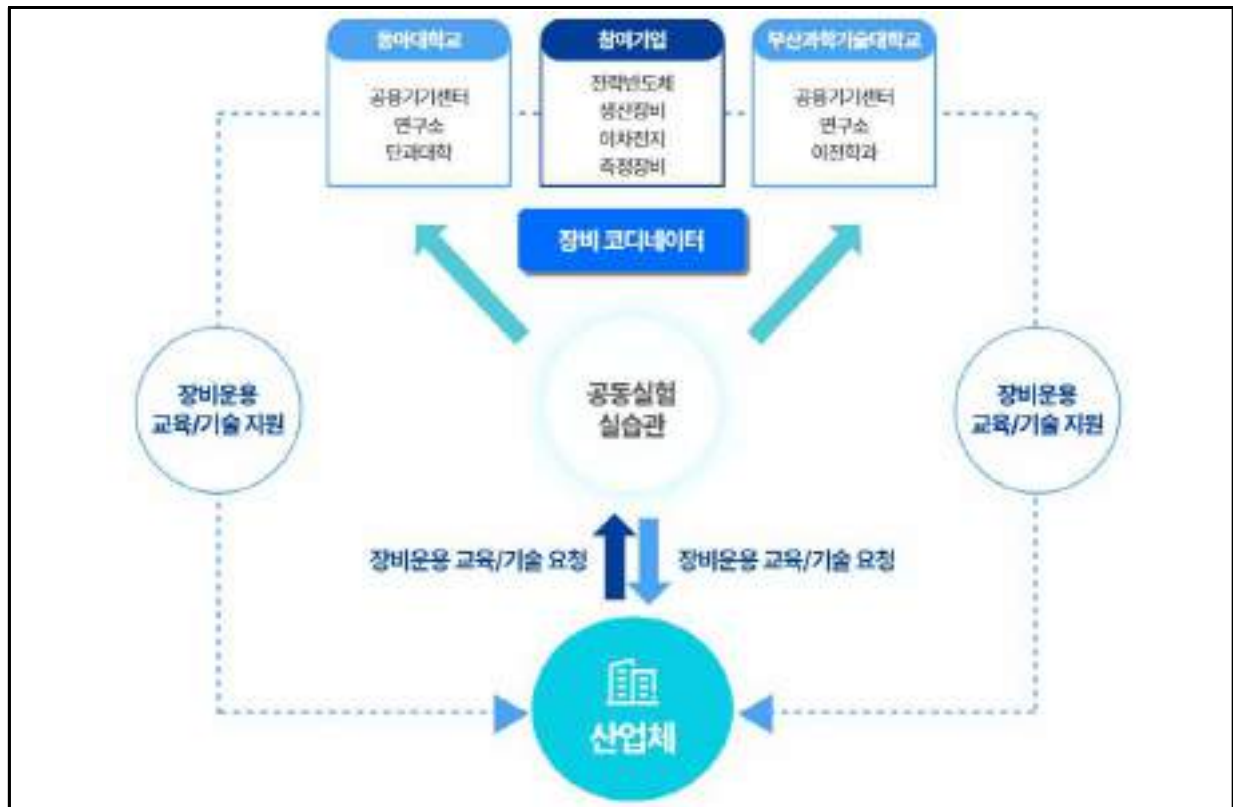 동아대학교
공용기기센터
연구소
단과대학
참여기업
전략반도체
생산장비
이차전지
측정장비
부산과학기술대학교
공용기기센터
연구소
이전학과
장비 코디네이터
장비운용
교육/기술 지원
공동실험
실습관
장비운용
교육/기술 지원
장비운용 교육/기술 요청
장비운용 교육/기술 요청
산업체